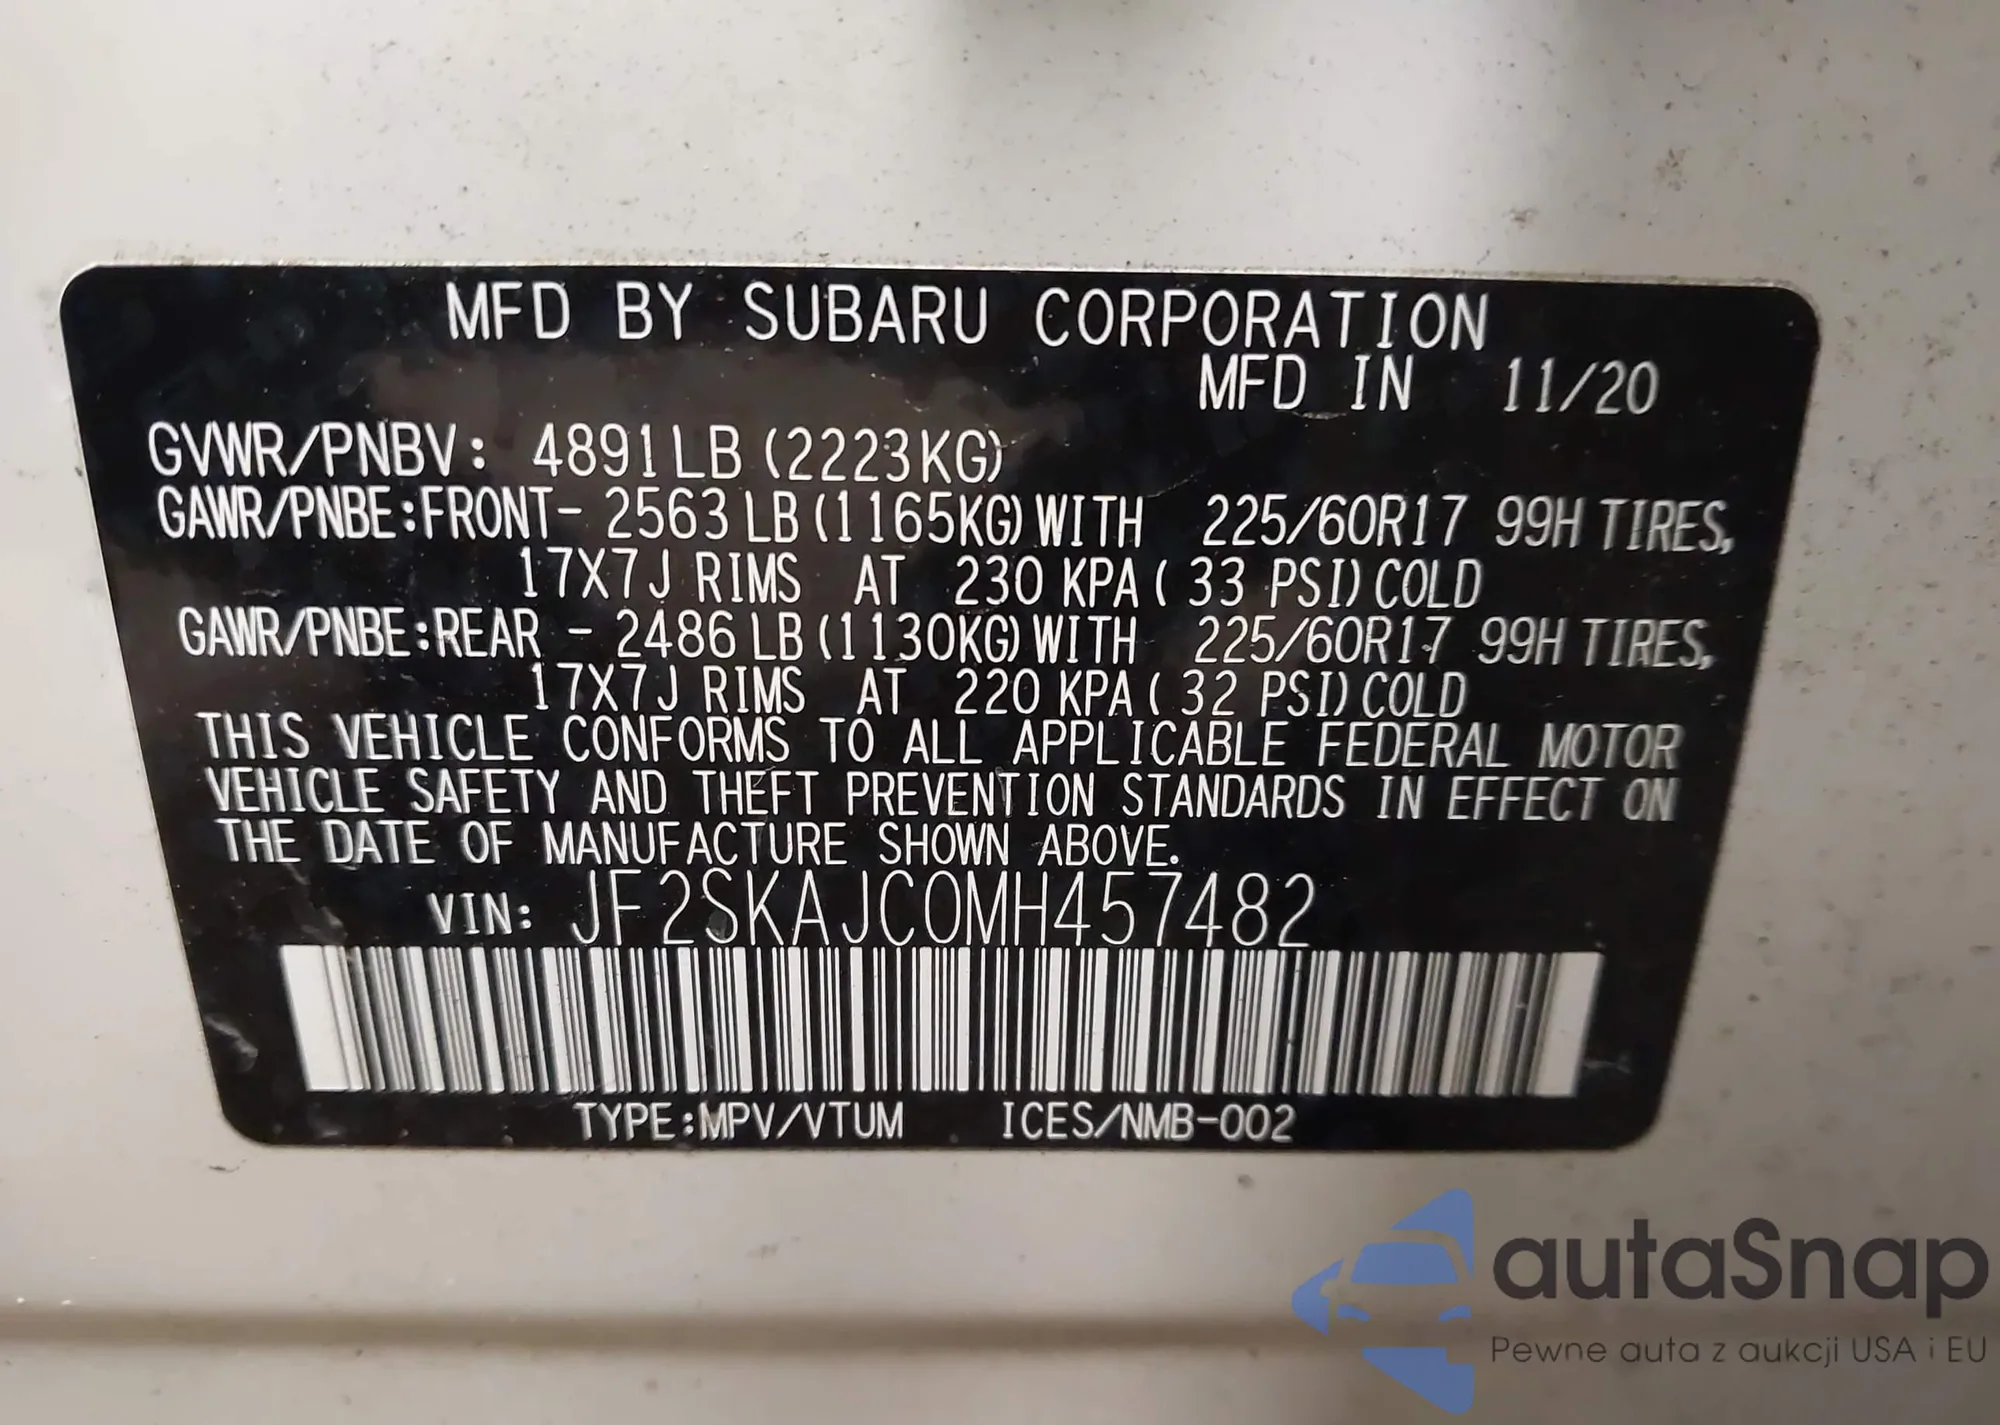 MFD BY SUBARU CORPORATION
MFD IN 11/20
GVWR/PNBV: 4891LB (2223KG)
GAWR/PNBE:FRONT- 2563LB (1165KG) WITH 225/60R17 99H TIRES,
17X7J RIMS AT 230 KPA ( 33 PSI) COLD
GAWR/PNBE:REAR - 2486LB (1130KG) WITH 225/60R17 99H TIRES,
17X7J RIMS AT 220 KPA ( 32 PSI) COLD
THIS VEHICLE CONFORMS TO ALL APPLICABLE FEDERAL MOTOR
VEHICLE SAFETY AND THEFT PREVENTION STANDARDS IN EFFECT ON
THE DATE OF MANUFACTURE SHOWN ABOVE.
VIN: JF2SKAJC0MH457482
TYPE:MPV/VTUM ICES/NMB-002
autaSnap
Pewne auta z aukcji USA i EU